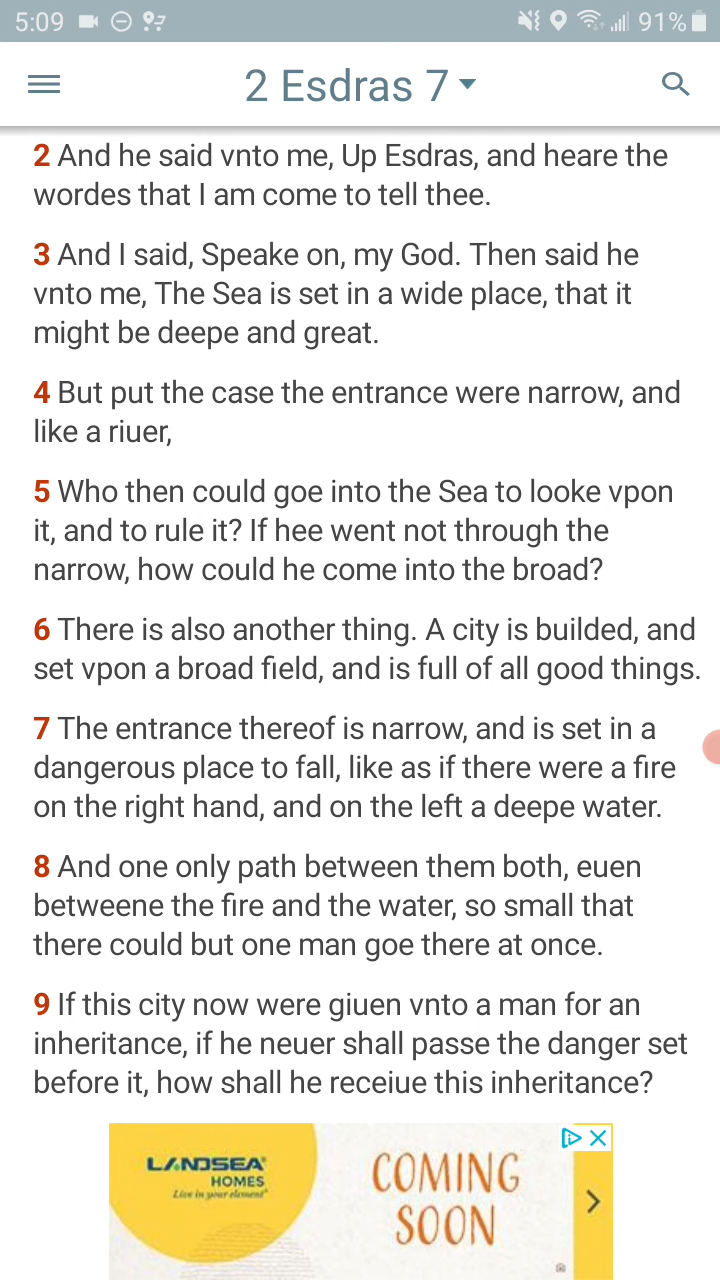 5:09 91%
2 Esdras 7
2 And he said vnto me, Up Esdras, and heare the
wordes that I am come to tell thee.
3 And I said, Speake on, my God. Then said he
vnto me, The Sea is set in a wide place, that it
might be deepe and great.
4 But put the case the entrance were narrow, and
like a riuer,
5 Who then could goe into the Sea to looke vpon
it, and to rule it? If hee went not through the
narrow, how could he come into the broad?
6 There is also another thing. A city is builded, and
set vpon a broad field, and is full of all good things.
7 The entrance thereof is narrow, and is set in a
dangerous place to fall, like as if there were a fire
on the right hand, and on the left a deepe water.
8 And one only path between them both, euen
betweene the fire and the water, so small that
there could but one man goe there at once.
9 If this city now were giuen vnto a man for an
inheritance, if he neuer shall passe the danger set
before it, how shall he receiue this inheritance?
LANDSEA
HOMES
Live in your element
COMING
SOON